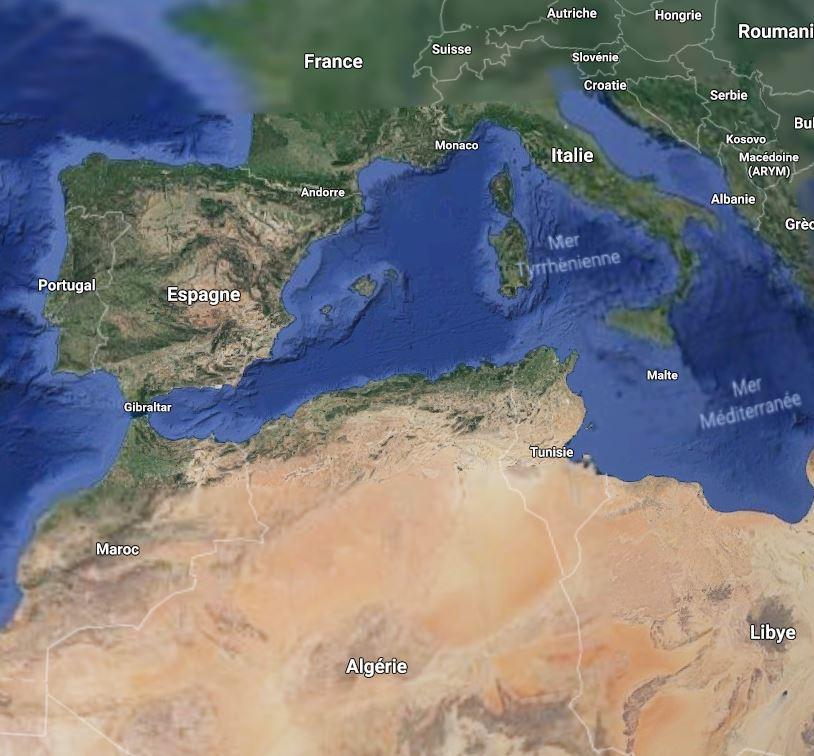 Autriche
Hongrie
Roumani
Suisse
France
Slovénie
Croatie
Serbie
Bul
Kosovo
Monaco
Italie
Macédoine
(ARYM)
Andorre
Albanie
Grèc
Mer
Tyrrhénienne
Portugal
Espagne
Malte
Mer
Méditerranée
Gibraltar
Tunisie
Maroc
Libye
Algérie